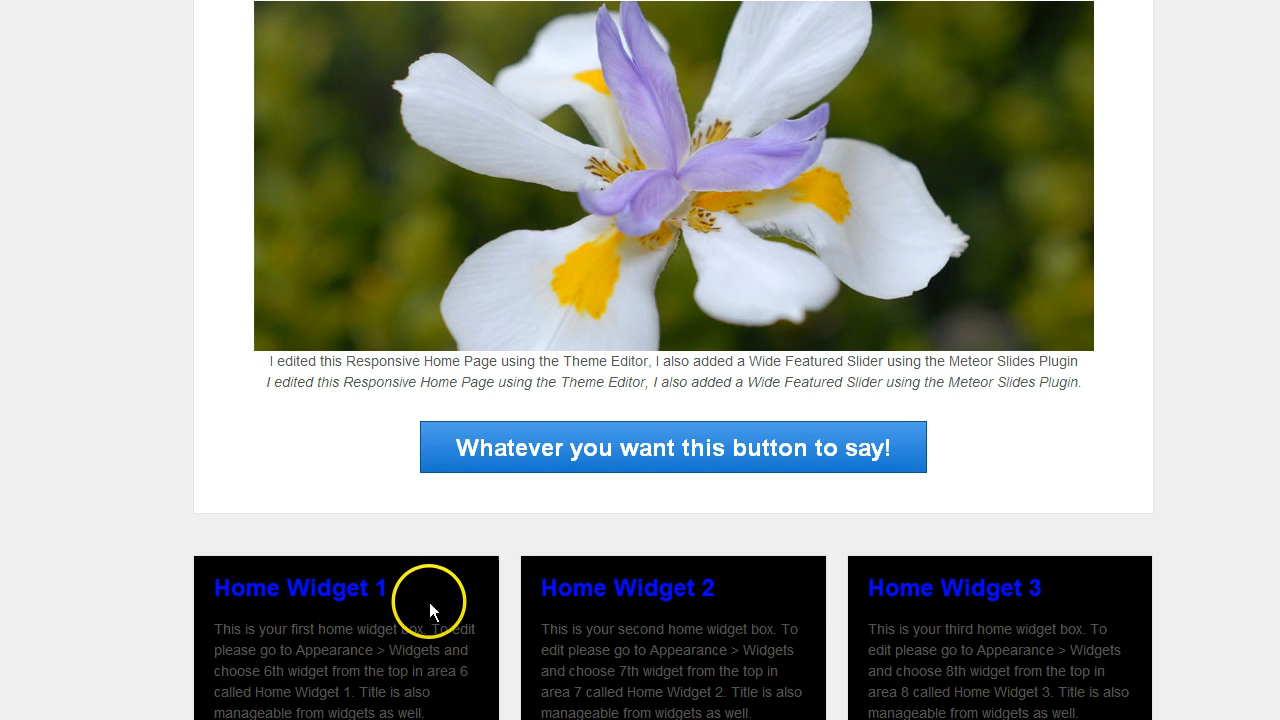 I edited this Responsive Home Page using the Theme Editor, I also added a Wide Featured Slider using the Meteor Slides Plugin
I edited this Responsive Home Page using the Theme Editor, I also added a Wide Featured Slider using the Meteor Slides Plugin.
Whatever you want this button to say!
Home Widget 1
This is your first home widget box. To edit
please go to Appearance > Widgets and
choose 6th widget from the top in area 6
called Home Widget 1. Title is also
manageable from widgets as well.
Home Widget 2
This is your second home widget box. To
edit please go to Appearance > Widgets
and choose 7th widget from the top in
area 7 called Home Widget 2. Title is also
manageable from widgets as well.
Home Widget 3
This is your third home widget box. To
edit please go to Appearance > Widgets
and choose 8th widget from the top in
area 8 called Home Widget 3. Title is also
manageable from widgets as well.